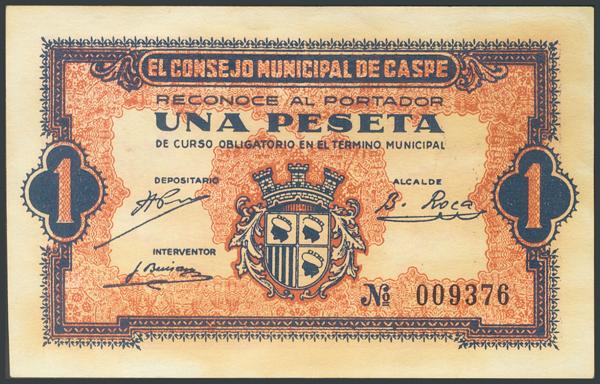 EL CONSEJO MUNICIPAL DE CASPE
RECONOCE AL PORTADOR
UNA PESETA
DE CURSO OBLIGATORIO EN EL TERMINO MUNICIPAL
DEPOSITARIO
ALCALDE
1
1
B. Roca
INTERVENTOR
Nº 009376